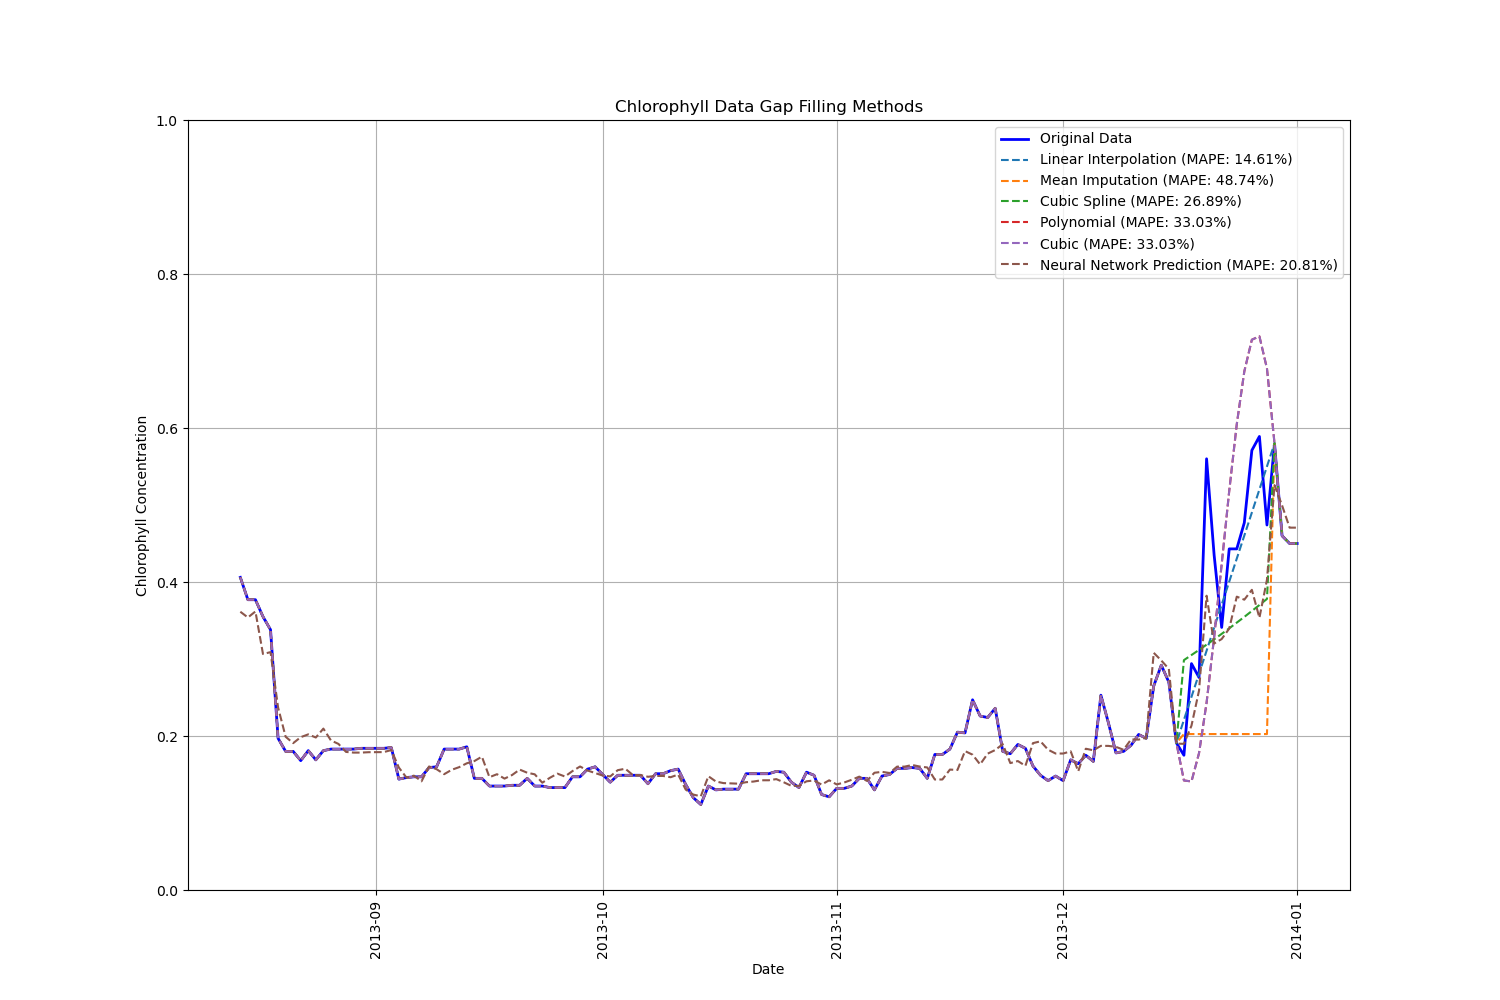 Chlorophyll Data Gap Filling Methods
1.0
0.8
0.6
0.4
0.2
0.0
Chlorophyll Concentration
Original Data
Linear Interpolation (MAPE: 14.61%)
Mean Imputation (MAPE: 48.74%)
Cubic Spline (MAPE: 26.89%)
Polynomial (MAPE: 33.03%)
Cubic (MAPE: 33.03%)
Neural Network Prediction (MAPE: 20.81%)
2013-09
2013-10
2013-11
2013-12
2014-01
Date